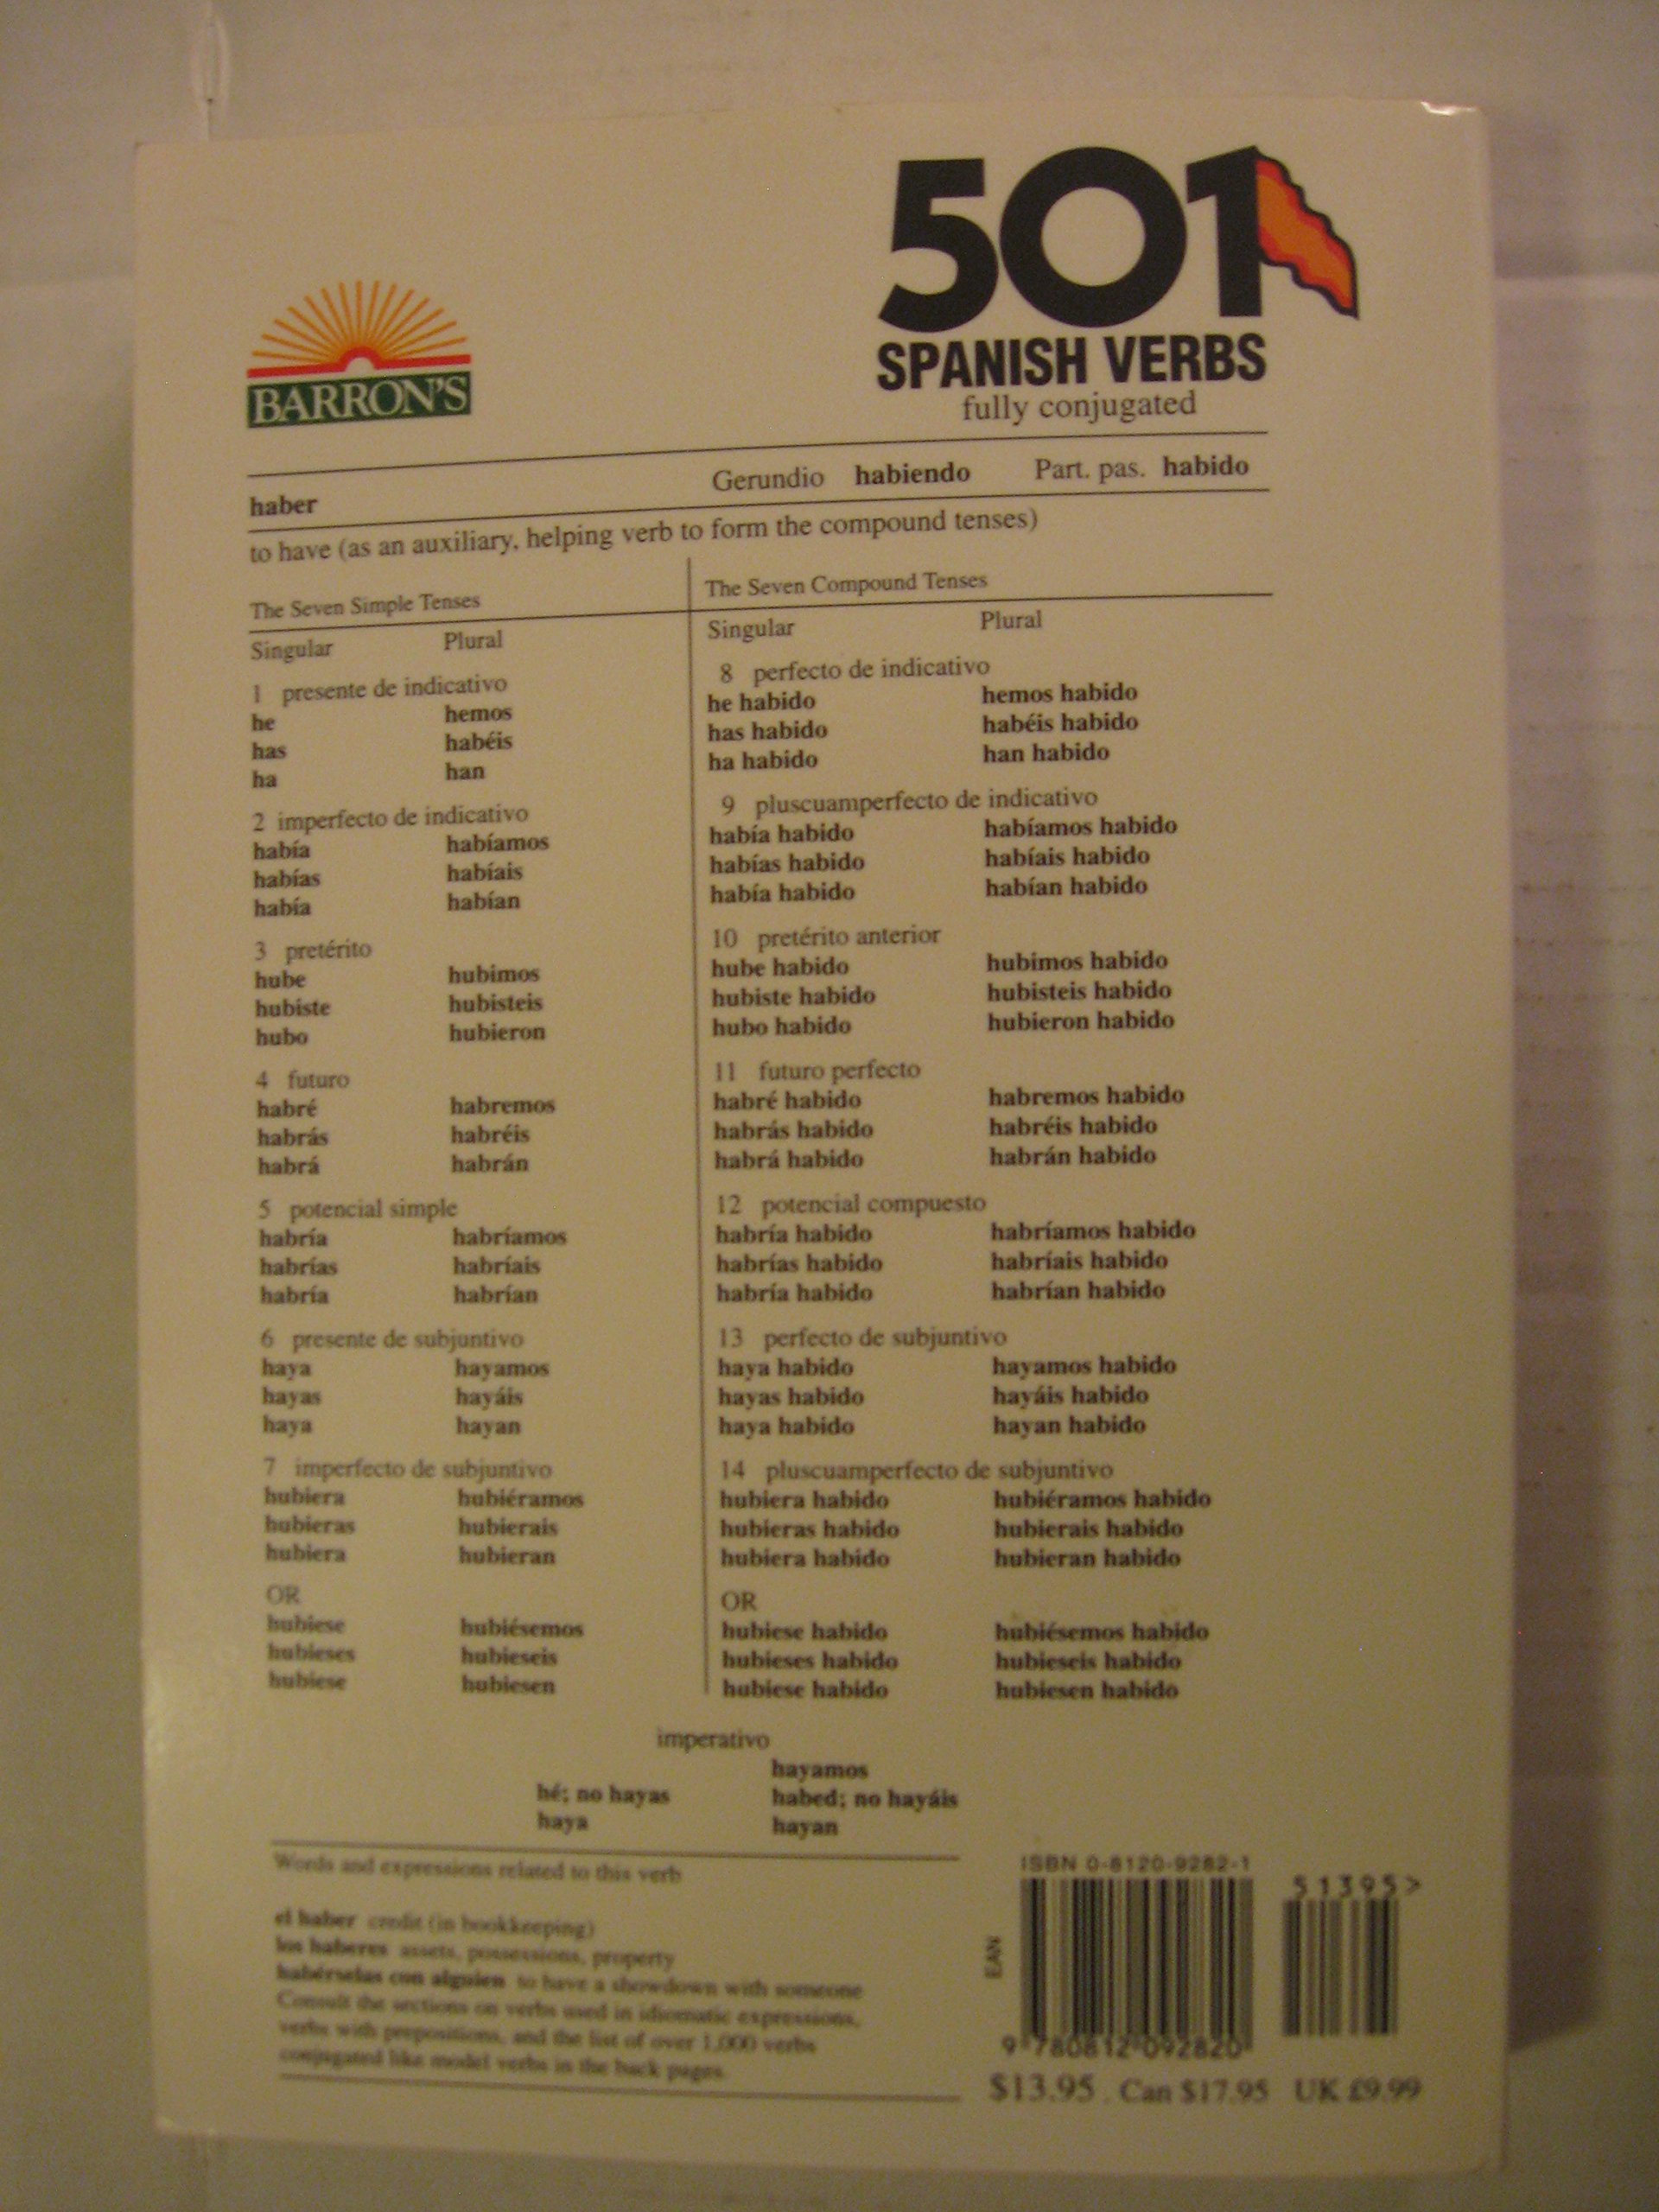 501
SPANISH VERBS
fully conjugated
BARRON'S
Gerundio habiendo Part. pas. habido
haber
to have (as an auxiliary, helping verb to form the compound tenses)
The Seven Simple Tenses
Singular Plural
1 presente de indicativo
he hemos
has habéis
ha han
2 imperfecto de indicativo
había habíamos
habías habíais
había habían
3 pretérito
hube hubimos
hubiste hubisteis
hubo hubieron
4 futuro
habré habremos
habrás habréis
habrá habrán
5 potencial simple
habría habríamos
habrías habríais
habría habrían
6 presente de subjuntivo
haya hayamos
hayas hayáis
haya hayan
7 imperfecto de subjuntivo
hubiera hubiéramos
hubieras hubierais
hubiera hubieran
OR
hubiese hubiésemos
hubieses hubieseis
hubiese hubiesen
The Seven Compound Tenses
Singular Plural
8 perfecto de indicativo
he habido hemos habido
has habido habéis habido
ha habido han habido
9 pluscuamperfecto de indicativo
había habido habíamos habido
habías habido habíais habido
había habido habían habido
10 pretérito anterior
hube habido hubimos habido
hubiste habido hubisteis habido
hubo habido hubieron habido
11 futuro perfecto
habré habido habremos habido
habrás habido habréis habido
habrá habido habrán habido
12 potencial compuesto
habría habido habríamos habido
habrías habido habríais habido
habría habido habrían habido
13 perfecto de subjuntivo
haya habido hayamos habido
hayas habido hayáis habido
haya habido hayan habido
14 pluscuamperfecto de subjuntivo
hubiera habido hubiéramos habido
hubieras habido hubierais habido
hubiera habido hubieran habido
OR
hubiese habido hubiésemos habido
hubieses habido hubieseis habido
hubiese habido hubiesen habido
imperativo
hayamos
hé; no hayas habed; no hayáis
haya hayan
Words and expressions related to this verb
el haber credit (in bookkeeping)
los haberes assets, possessions, property
habérselas con alguien to have a showdown with someone
Consult the sections on verbs used in idiomatic expressions,
verbs with prepositions, and the list of over 1,000 verbs
conjugated like model verbs in the back pages.
ISBN 0-8120-9282-1
51395>
EAN
9 780812 092820
$13.95 Can $17.95 UK £9.99